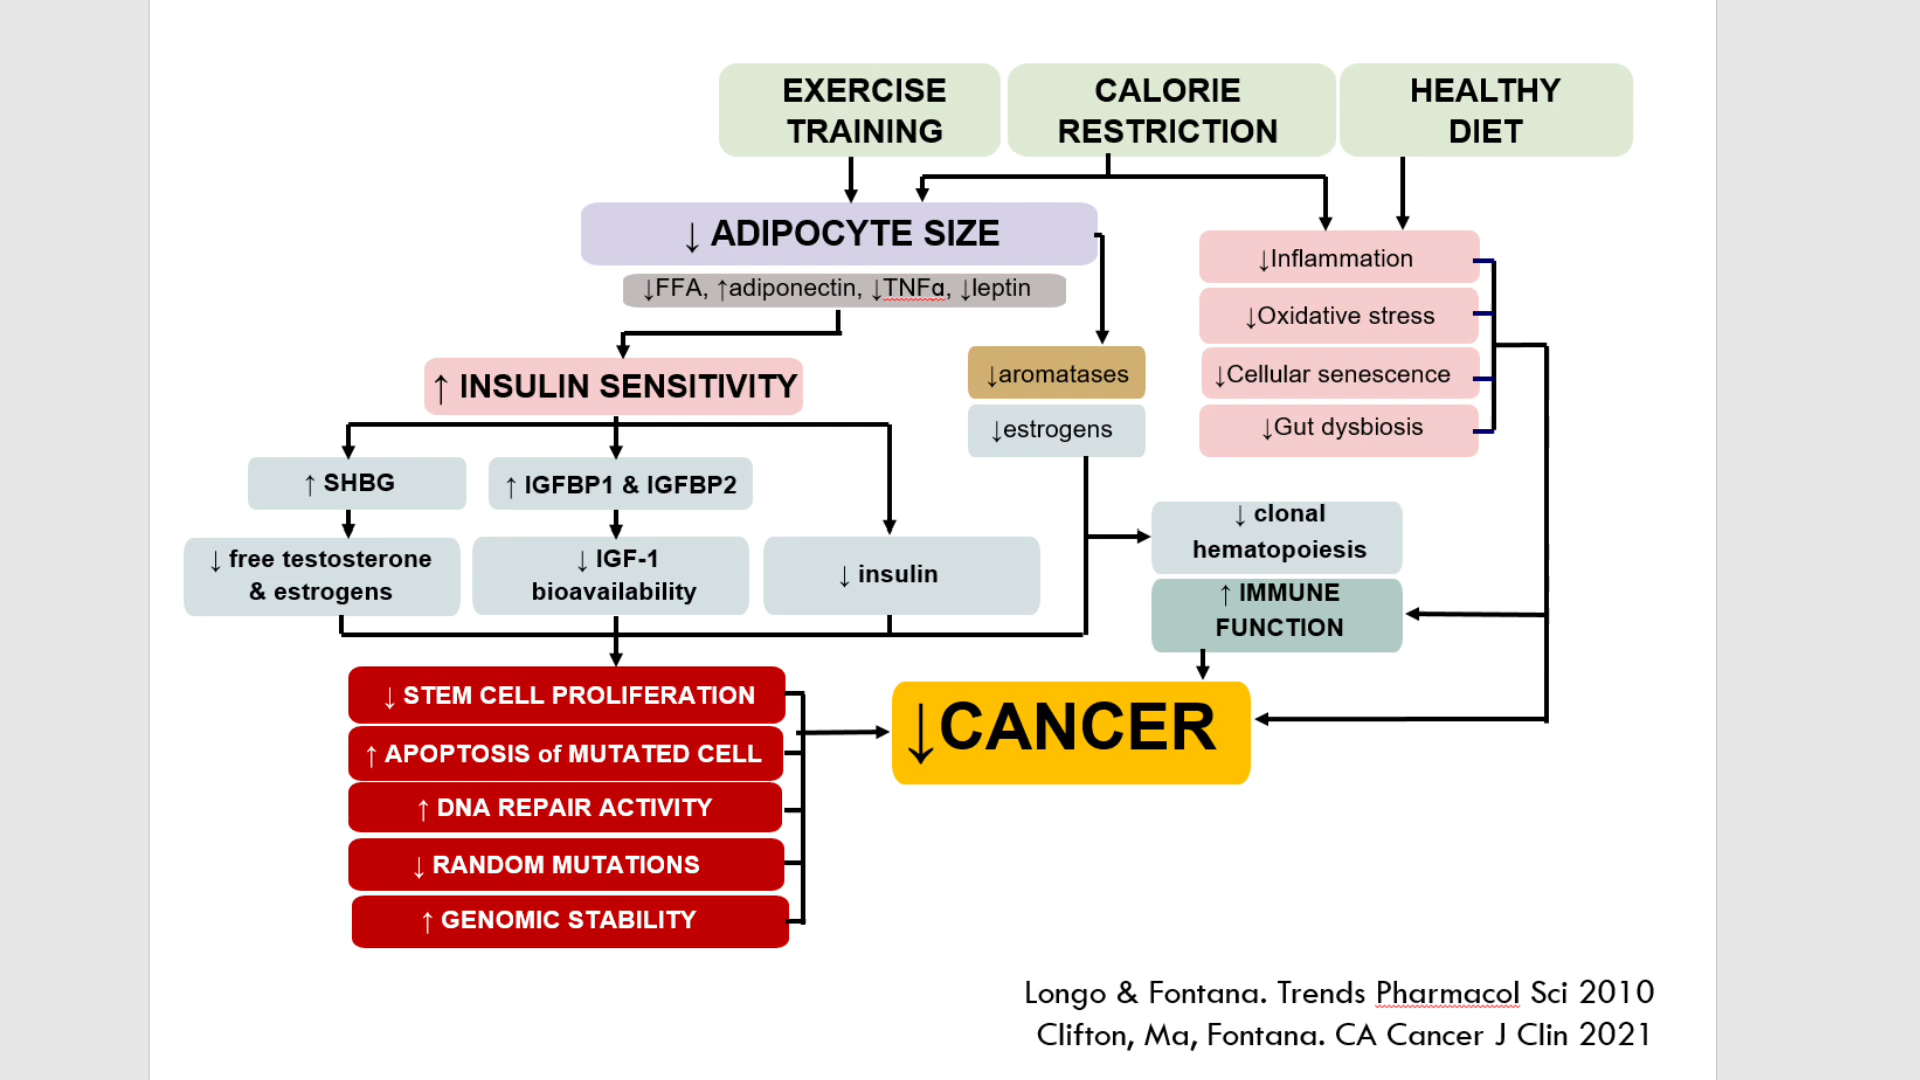 EXERCISE
TRAINING
CALORIE
RESTRICTION
HEALTHY
DIET
↓ ADIPOCYTE SIZE
↓FFA, ↑adiponectin, ↓TNFα, ↓leptin
↑ INSULIN SENSITIVITY
↓aromatases
↓estrogens
↓Inflammation
↓Oxidative stress
↓Cellular senescence
↓Gut dysbiosis
↑ SHBG
↑ IGFBP1 & IGFBP2
↓ free testosterone
& estrogens
↓ IGF-1
bioavailability
↓ insulin
↓ clonal
hematopoiesis
↑ IMMUNE
FUNCTION
↓ STEM CELL PROLIFERATION
↑ APOPTOSIS of MUTATED CELL
↑ DNA REPAIR ACTIVITY
↓ RANDOM MUTATIONS
↑ GENOMIC STABILITY
↓CANCER
Longo & Fontana. Trends Pharmacol Sci 2010
Clifton, Ma, Fontana. CA Cancer J Clin 2021